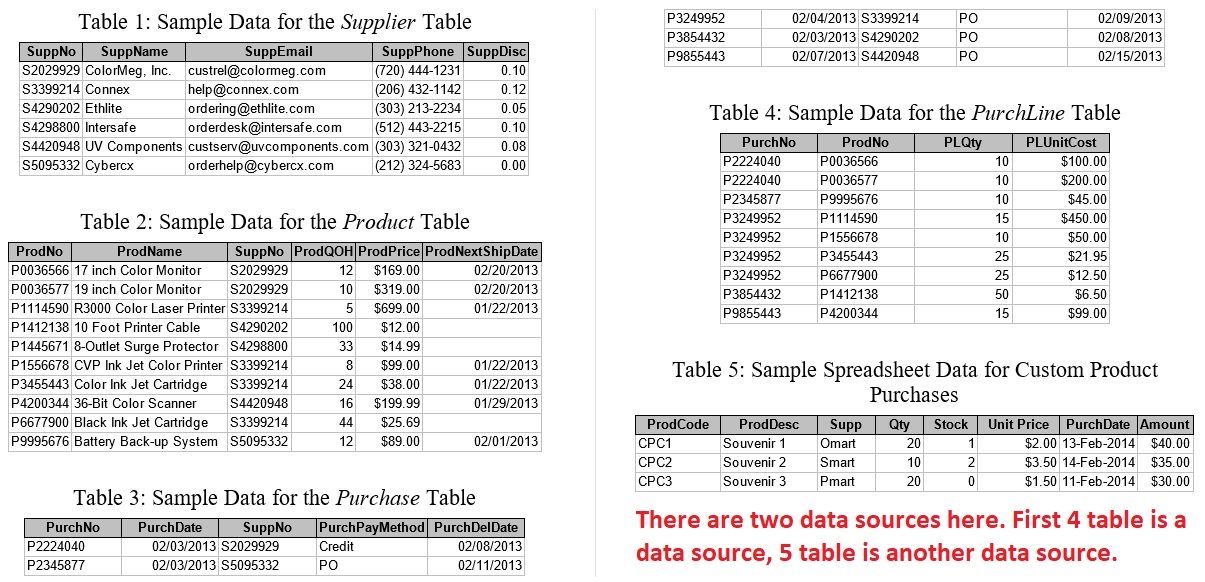 Table 1: Sample Data for the Supplier Table
SuppNo SuppName SuppEmail SuppPhone SuppDisc
S2029929 ColorMeg, Inc. custrel@colormeg.com (720) 444-1231 0.10
S3399214 Connex help@connex.com (206) 432-1142 0.12
S4290202 Ethlite ordering@ethlite.com (303) 213-2234 0.05
S4298800 Intersafe orderdesk@intersafe.com (512) 443-2215 0.10
S4420948 UV Components custserv@uvcomponents.com (303) 321-0432 0.08
S5095332 Cybercx orderhelp@cybercx.com (212) 324-5683 0.00
Table 2: Sample Data for the Product Table
ProdNo ProdName SuppNo ProdQOH ProdPrice ProdNextShipDate
P0036566 17 inch Color Monitor S2029929 12 $169.00 02/20/2013
P0036577 19 inch Color Monitor S2029929 10 $319.00 02/20/2013
P1114590 R3000 Color Laser Printer S3399214 5 $699.00 01/22/2013
P1412138 10 Foot Printer Cable S4290202 100 $12.00
P1445671 8-Outlet Surge Protector S4298800 33 $14.99
P1556678 CVP Ink Jet Color Printer S3399214 8 $99.00 01/22/2013
P3455443 Color Ink Jet Cartridge S3399214 24 $38.00 01/22/2013
P4200344 36-Bit Color Scanner S4420948 16 $199.99 01/29/2013
P6677900 Black Ink Jet Cartridge S3399214 44 $25.69
P9995676 Battery Back-up System S5095332 12 $89.00 02/01/2013
Table 3: Sample Data for the Purchase Table
PurchNo PurchDate SuppNo PurchPayMethod PurchDelDate
P2224040 02/03/2013 S2029929 Credit 02/08/2013
P2345877 02/03/2013 S5095332 PO 02/11/2013
P3249952 02/04/2013 S3399214 PO 02/09/2013
P3854432 02/03/2013 S4290202 PO 02/08/2013
P9855443 02/07/2013 S4420948 PO 02/15/2013
Table 4: Sample Data for the PurchLine Table
PurchNo ProdNo PLQty PLUnitCost
P2224040 P0036566 10 $100.00
P2224040 P0036577 10 $200.00
P2345877 P9995676 10 $45.00
P3249952 P1114590 15 $450.00
P3249952 P1556678 10 $50.00
P3249952 P3455443 25 $21.95
P3249952 P6677900 25 $12.50
P3854432 P1412138 50 $6.50
P9855443 P4200344 15 $99.00
Table 5: Sample Spreadsheet Data for Custom Product
Purchases
ProdCode ProdDesc Supp Qty Stock Unit Price PurchDate Amount
CPC1 Souvenir 1 Omart 20 1 $2.00 13-Feb-2014 $40.00
CPC2 Souvenir 2 Smart 10 2 $3.50 14-Feb-2014 $35.00
CPC3 Souvenir 3 Pmart 20 0 $1.50 11-Feb-2014 $30.00
There are two data sources here. First 4 table is a
data source, 5 table is another data source.